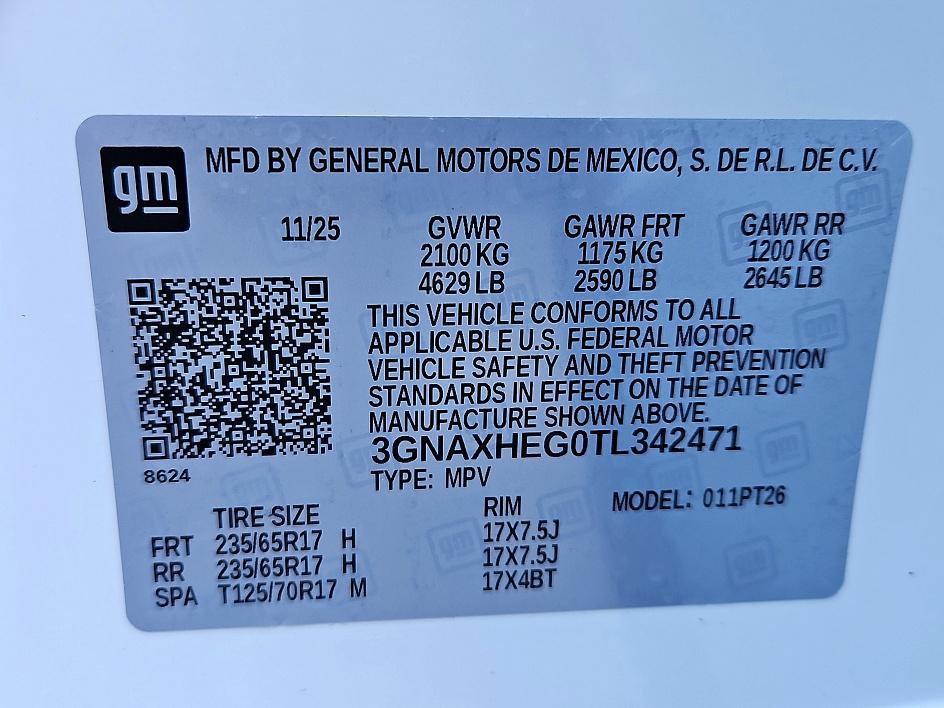 gm
MFD BY GENERAL MOTORS DE MEXICO, S. DE R.L. DE C.V.
11/25 GVWR GAWR FRT GAWR RR
2100 KG 1175 KG 1200 KG
4629 LB 2590 LB 2645 LB
THIS VEHICLE CONFORMS TO ALL
APPLICABLE U.S. FEDERAL MOTOR
VEHICLE SAFETY AND THEFT PREVENTION
STANDARDS IN EFFECT ON THE DATE OF
MANUFACTURE SHOWN ABOVE.
3GNAXHEG0TL342471
8624
TYPE: MPV
MODEL: 011PT26
TIRE SIZE RIM
FRT 235/65R17 H 17X7.5J
RR 235/65R17 H 17X7.5J
SPA T125/70R17 M 17X4BT